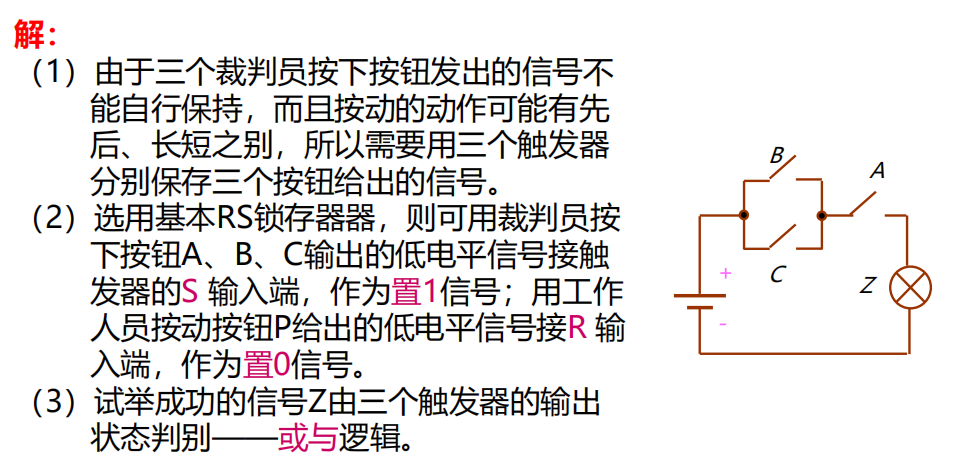 解：
（1）由于三个裁判员按下按钮发出的信号不
能自行保持，而且按动的动作可能有先
后、长短之别，所以需要用三个触发器
分别保存三个按钮给出的信号。
（2）选用基本RS锁存器器，则可用裁判员按
下按钮A、B、C输出的低电平信号接触
发器的S 输入端，作为置1信号；用工作
人员按动按钮P给出的低电平信号接R 输
入端，作为置0信号。
（3）试举成功的信号Z由三个触发器的输出
状态判别——或与逻辑。
B
A
C
Z
+
-